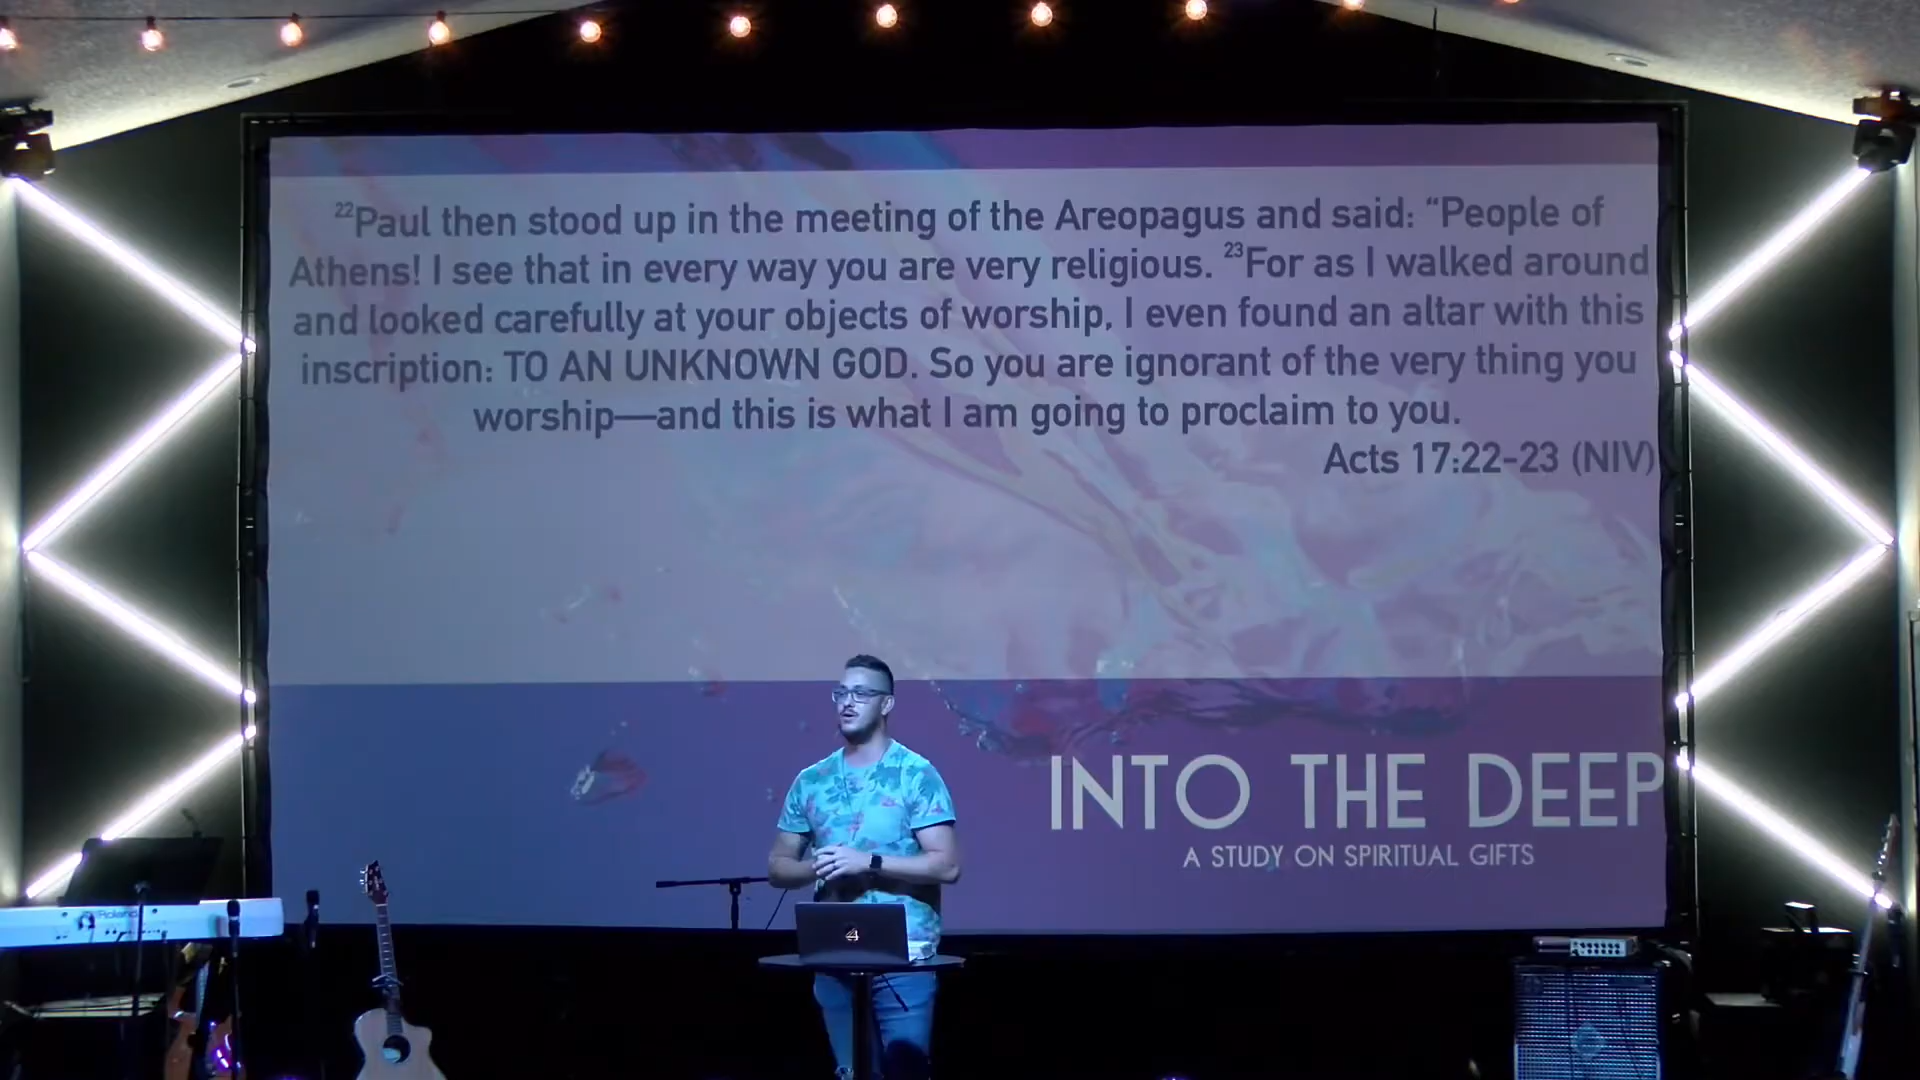 ²²Paul then stood up in the meeting of the Areopagus and said: “People of
Athens! I see that in every way you are very religious. ²³For as I walked around
and looked carefully at your objects of worship, I even found an altar with this
inscription: TO AN UNKNOWN GOD. So you are ignorant of the very thing you
worship—and this is what I am going to proclaim to you.
Acts 17:22-23 (NIV)
INTO THE DEEP
A STUDY ON SPIRITUAL GIFTS
Roland
4